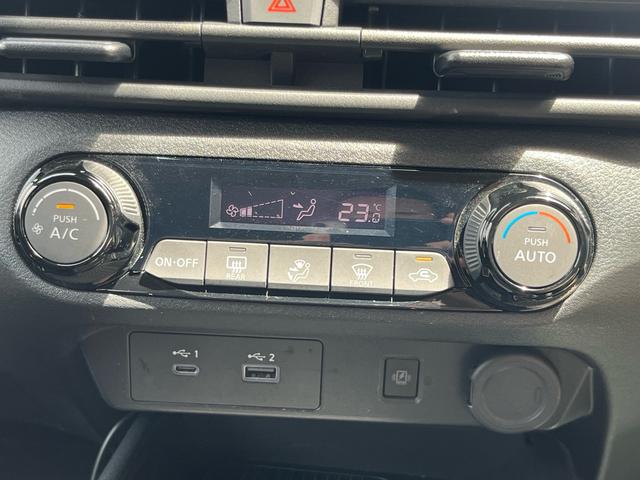 PUSH
A/C
23.0 °C
ON·OFF
REAR
FRONT
PUSH
AUTO
1
2